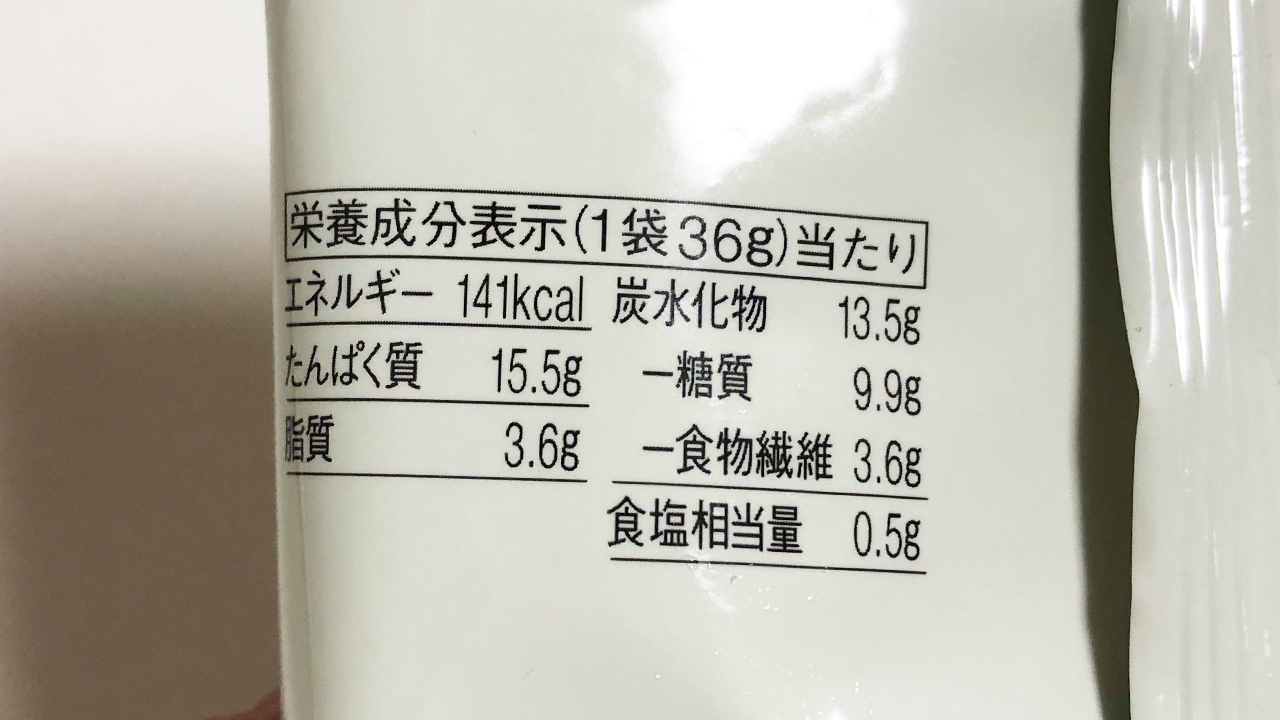 栄養成分表示(1袋36g)当たり
エネルギー 141kcal
たんぱく質 15.5g
脂質 3.6g
炭水化物 13.5g
ー糖質 9.9g
ー食物繊維 3.6g
食塩相当量 0.5g